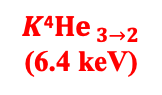 K⁴He ₃→₂
(6.4 keV)